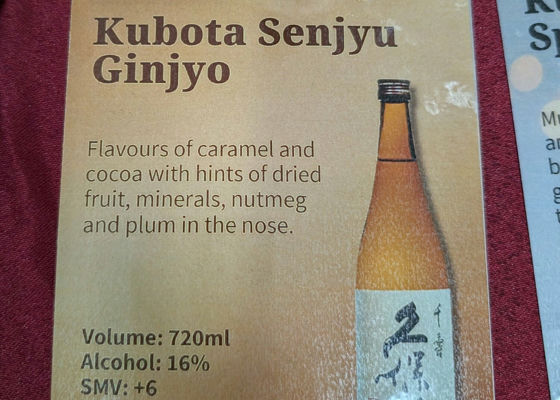 Kubota Senjyu
Ginjyo
Flavours of caramel and
cocoa with hints of dried
fruit, minerals, nutmeg
and plum in the nose.
Volume: 720ml
Alcohol: 16%
SMV: +6
久保
千寿